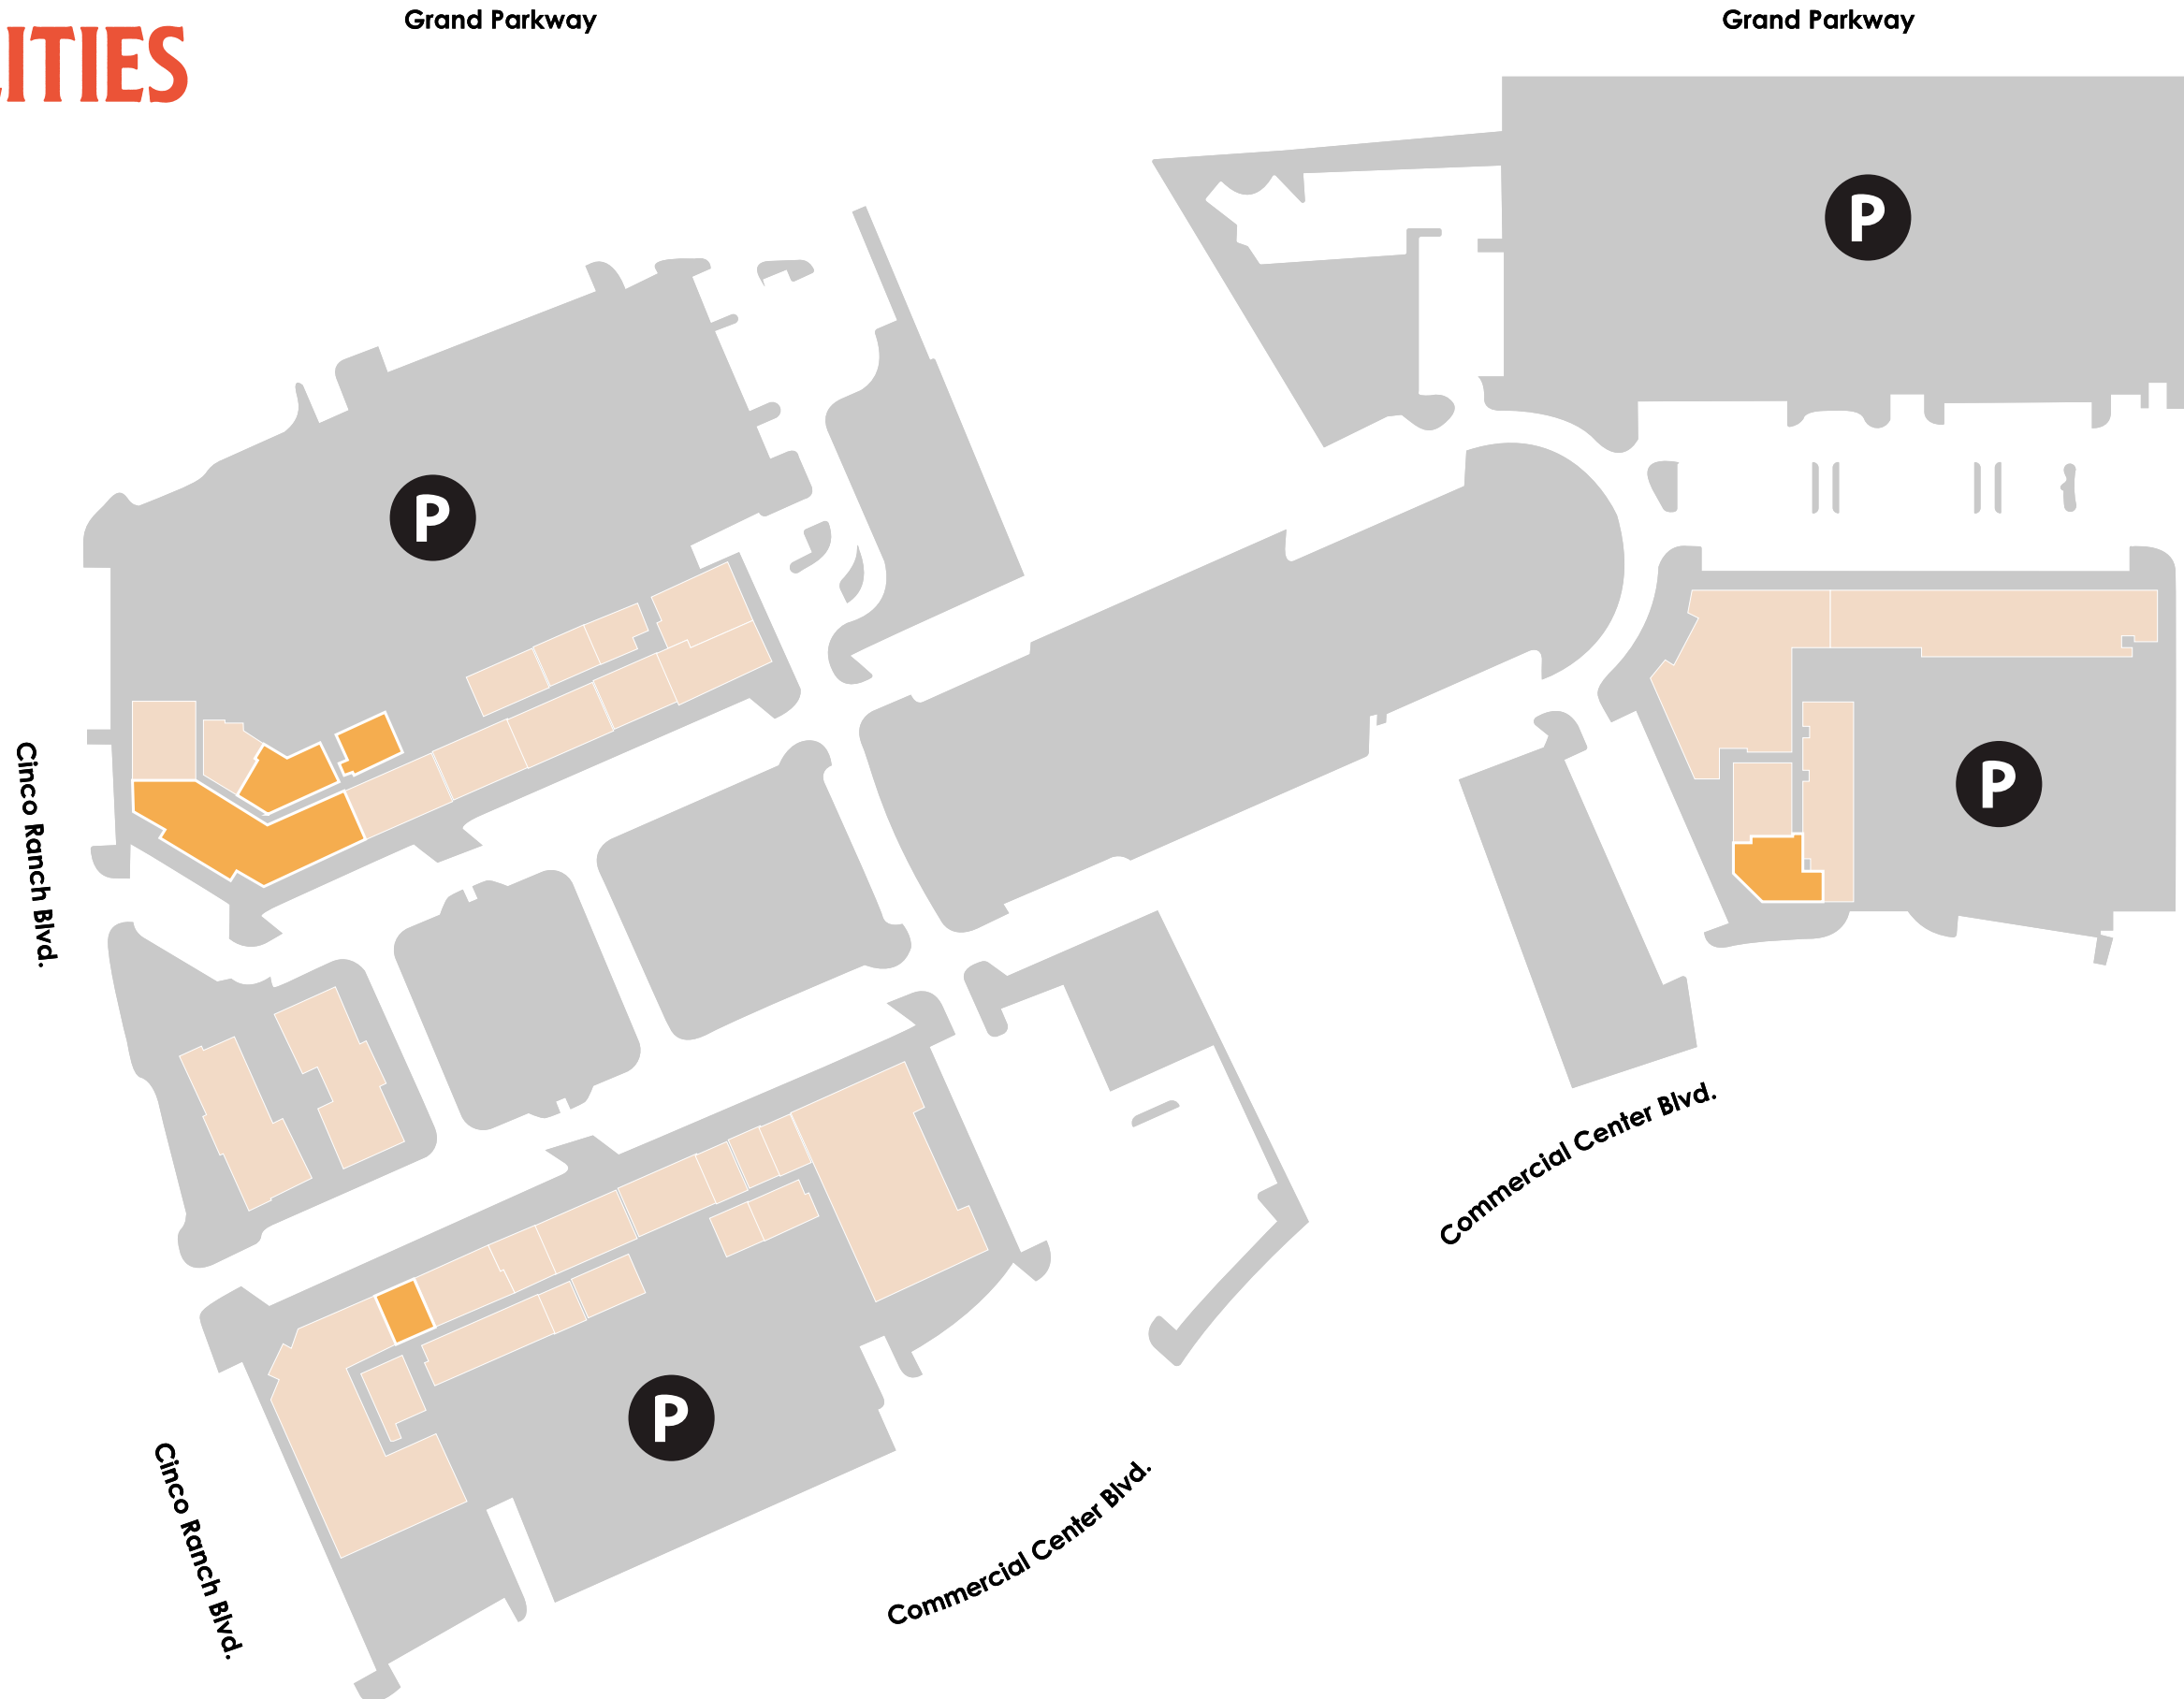 Grand Parkway
Grand Parkway
ITIES
P
P
P
Cinco Ranch Blvd.
Commercial Center Blvd.
P
Cinco Ranch Blvd.
Commercial Center Blvd.